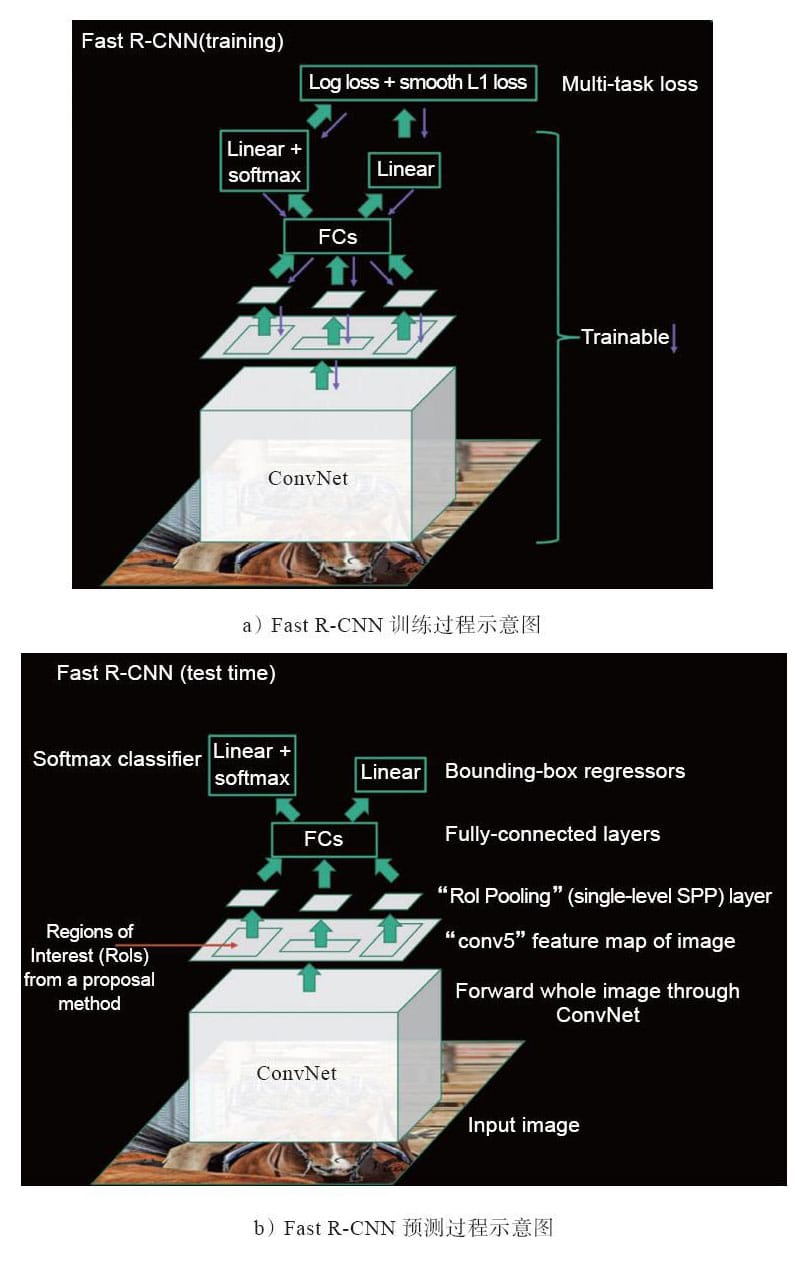 Fast R-CNN(training)
Log loss + smooth L1 loss
Multi-task loss
Linear +
softmax
Linear
FCs
Trainable
ConvNet
a) Fast R-CNN 训练过程示意图
Fast R-CNN (test time)
Softmax classifier
Linear +
softmax
Linear
Bounding-box regressors
FCs
Fully-connected layers
“RoI Pooling” (single-level SPP) layer
Regions of
Interest (RoIs)
from a proposal
method
“conv5” feature map of image
Forward whole image through
ConvNet
ConvNet
Input image
b) Fast R-CNN 预测过程示意图